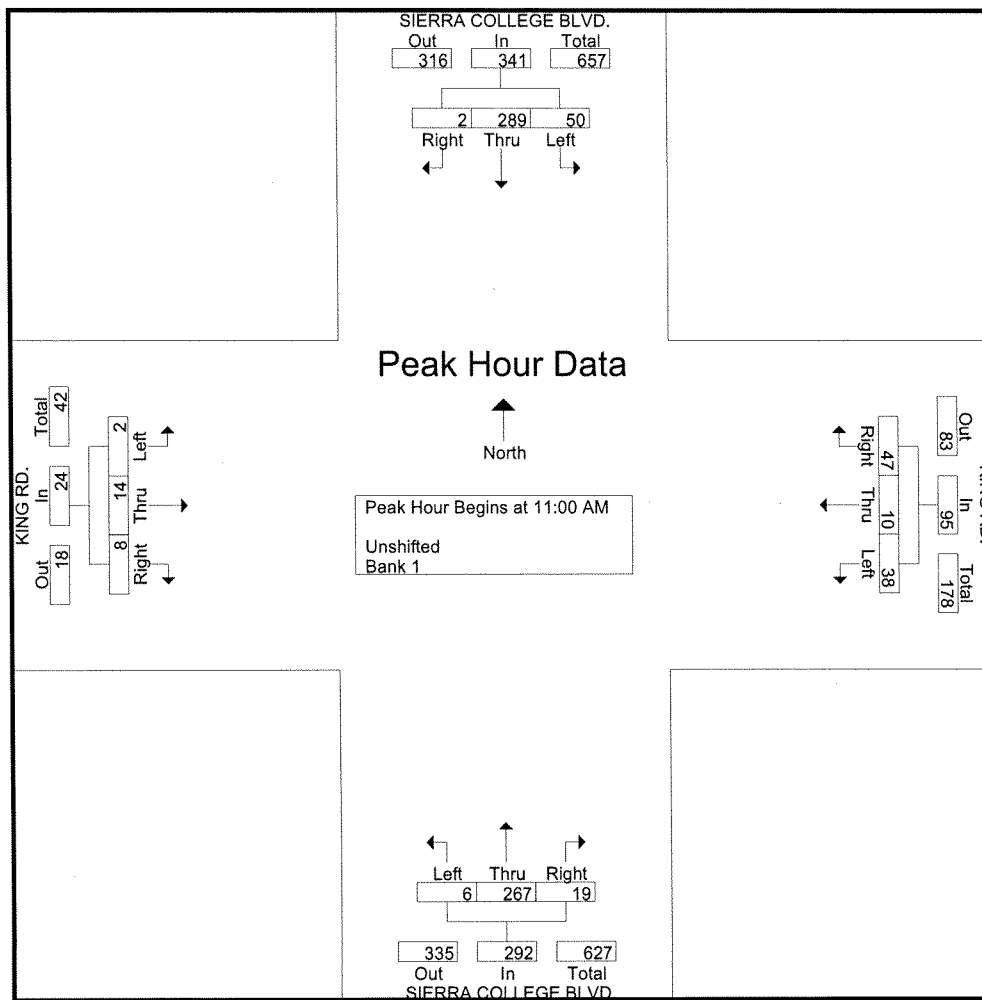 SIERRA COLLEGE BLVD.
Out In Total
316 341 657
2 289 50
Right Thru Left
Peak Hour Data
North
Peak Hour Begins at 11:00 AM
Unshifted
Bank 1
KING RD.
Out In Total
18 24 42
Right Thru Left
8 14 2
Right Thru Left
47 10 38
Out In Total
83 95 178
Left Thru Right
6 267 19
335 292 627
Out In Total
SIERRA COLLEGE BLVD